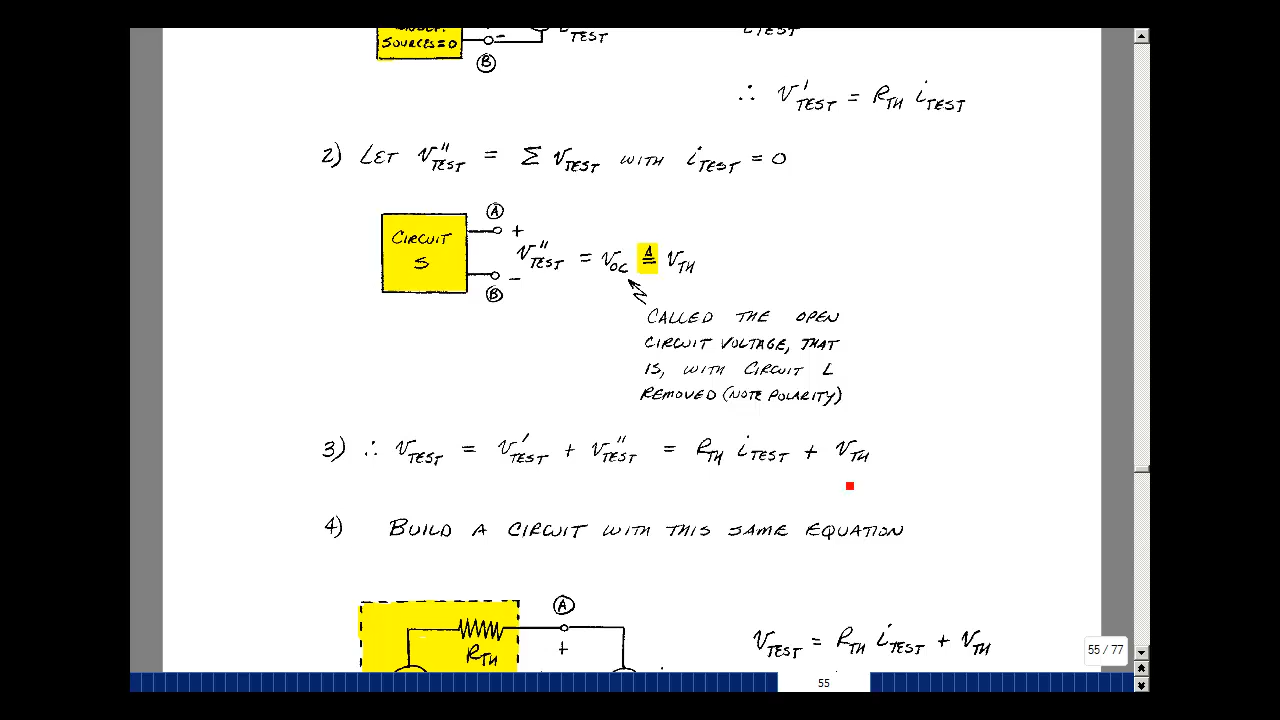 SOURCES=0
-
B
TEST
iTEST
∴ V'TEST = RTH iTEST
2) LET V''TEST = Σ VTEST WITH iTEST = 0
A
+
CIRCUIT
S
V''TEST = VOC ≜ VTH
-
B
CALLED THE OPEN
CIRCUIT VOLTAGE, THAT
IS, WITH CIRCUIT L
REMOVED (NOTE POLARITY)
3) ∴ VTEST = V'TEST + V''TEST = RTH iTEST + VTH
4) BUILD A CIRCUIT WITH THIS SAME EQUATION
A
+
RTH
VTEST = RTH iTEST + VTH
55 / 77
55